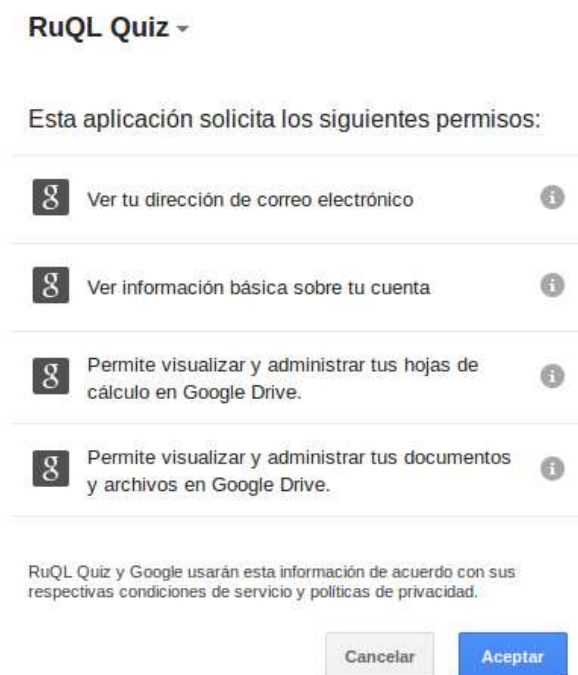 RuQL Quiz
Esta aplicación solicita los siguientes permisos:
g Ver tu dirección de correo electrónico i
g Ver información básica sobre tu cuenta i
g Permite visualizar y administrar tus hojas de
cálculo en Google Drive. i
g Permite visualizar y administrar tus documentos
y archivos en Google Drive. i
RuQL Quiz y Google usarán esta información de acuerdo con sus
respectivas condiciones de servicio y políticas de privacidad.
Cancelar Aceptar